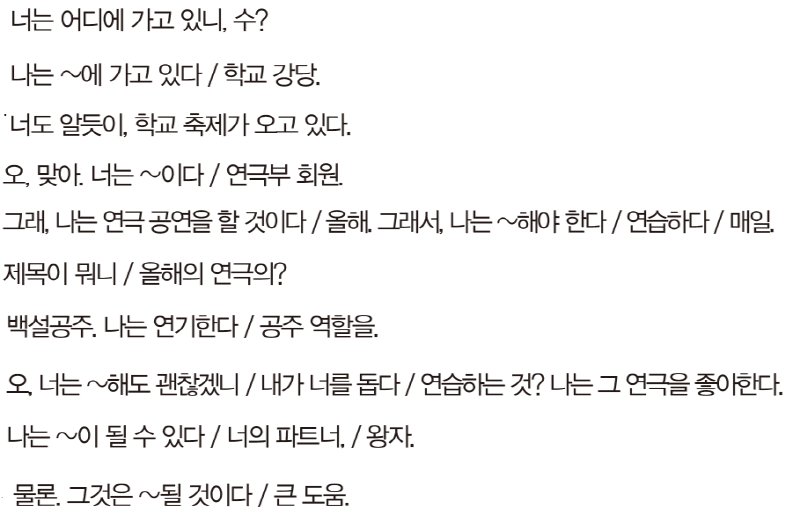 너는 어디에 가고 있니, 수?
나는 ~에 가고 있다 / 학교 강당.
너도 알듯이, 학교 축제가 오고 있다.
오, 맞아. 너는 ~이다 / 연극부 회원.
그래, 나는 연극 공연을 할 것이다 / 올해. 그래서, 나는 ~해야 한다 / 연습하다 / 매일.
제목이 뭐니 / 올해의 연극의?
백설공주. 나는 연기한다 / 공주 역할을.
오, 너는 ~해도 괜찮겠니 / 내가 너를 돕다 / 연습하는 것? 나는 그 연극을 좋아한다.
나는 ~이 될 수 있다 / 너의 파트너, / 왕자.
물론. 그것은 ~될 것이다 / 큰 도움.